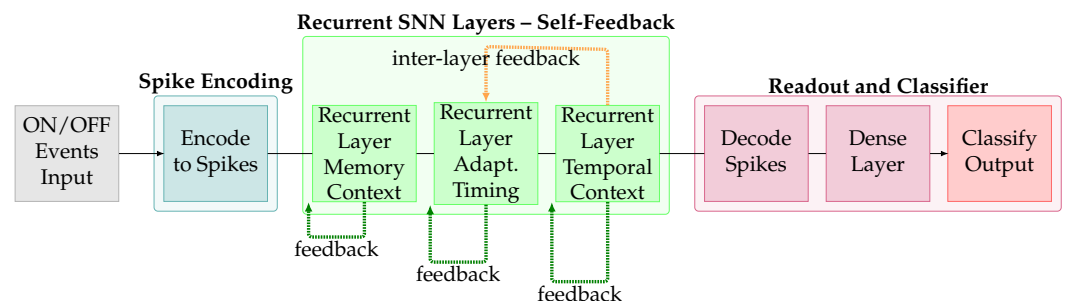 Recurrent SNN Layers – Self-Feedback
inter-layer feedback
Spike Encoding
Readout and Classifier
ON/OFF
Events
Input
Encode
to Spikes
Recurrent
Layer
Memory
Context
Recurrent
Layer
Adapt.
Timing
Recurrent
Layer
Temporal
Context
Decode
Spikes
Dense
Layer
Classify
Output
feedback
feedback
feedback